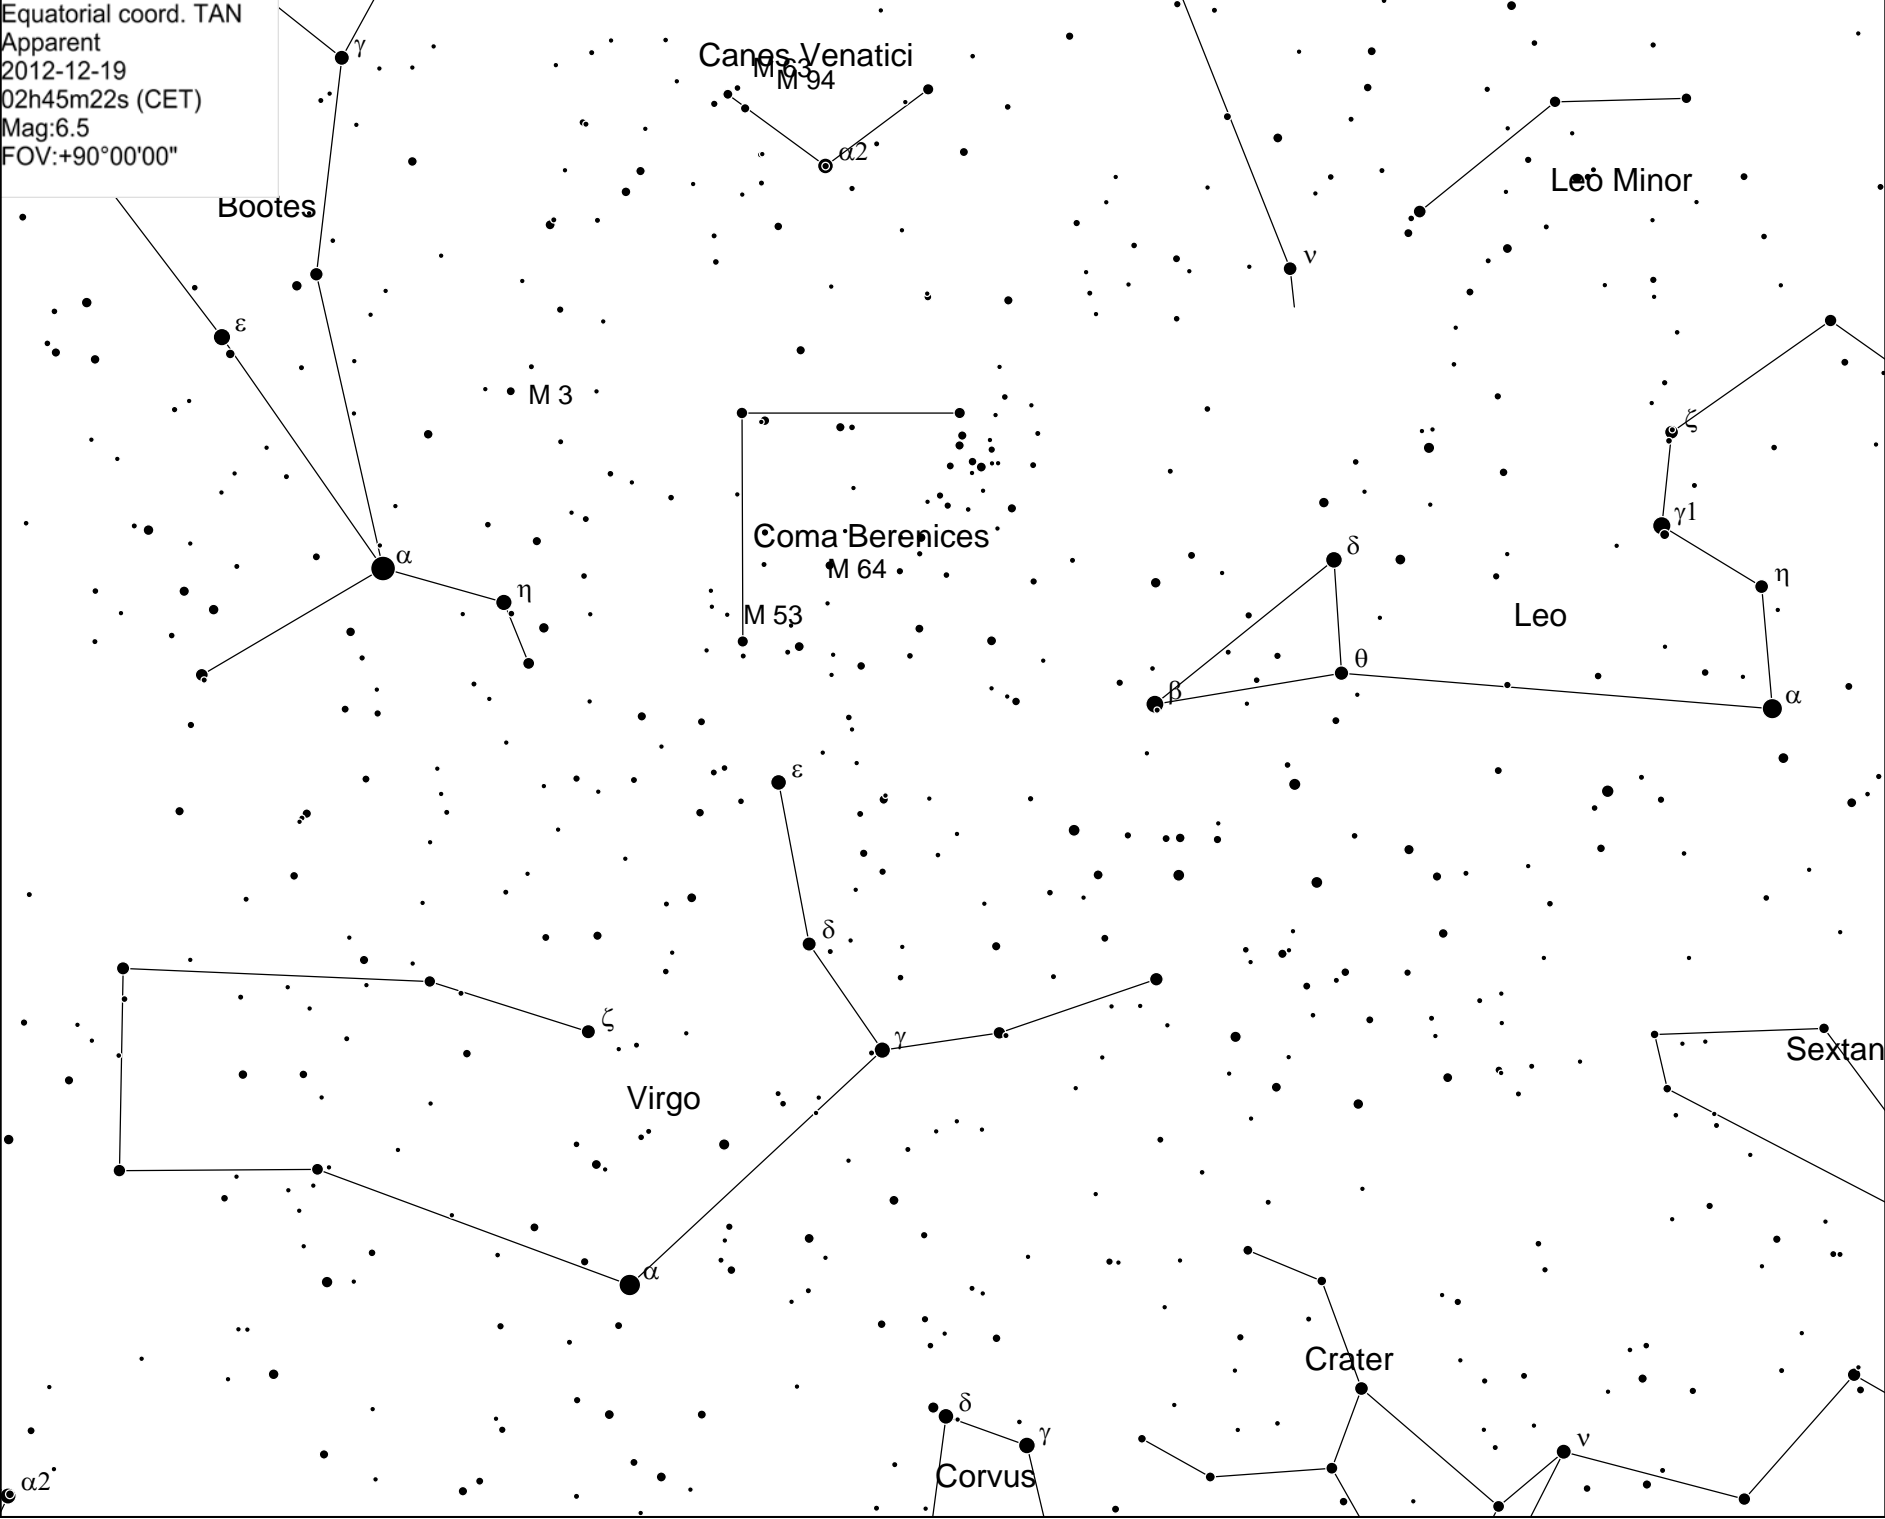 Equatorial coord. TAN
Apparent
2012-12-19
02h45m22s (CET)
Mag:6.5
FOV:+90°00'00"
γ
Canes Venatici
M 63
M 94
α2
Leo Minor
Bootes
ν
ε
M 3
ζ
γ1
Coma Berenices
δ
α
M 64
η
η
M 53
Leo
θ
β
α
ε
δ
ζ
γ
Sextan
Virgo
α
Crater
δ
γ
ν
Corvus
α2